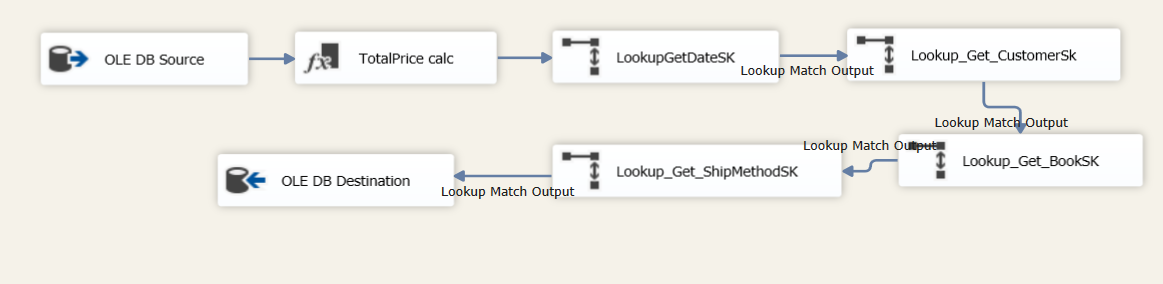 OLE DB Source
fx
TotalPrice calc
LookupGetDateSK
Lookup Match Output
Lookup_Get_CustomerSk
Lookup Match Output
Lookup_Get_BookSK
Lookup Match Output
Lookup_Get_ShipMethodSK
Lookup Match Output
OLE DB Destination